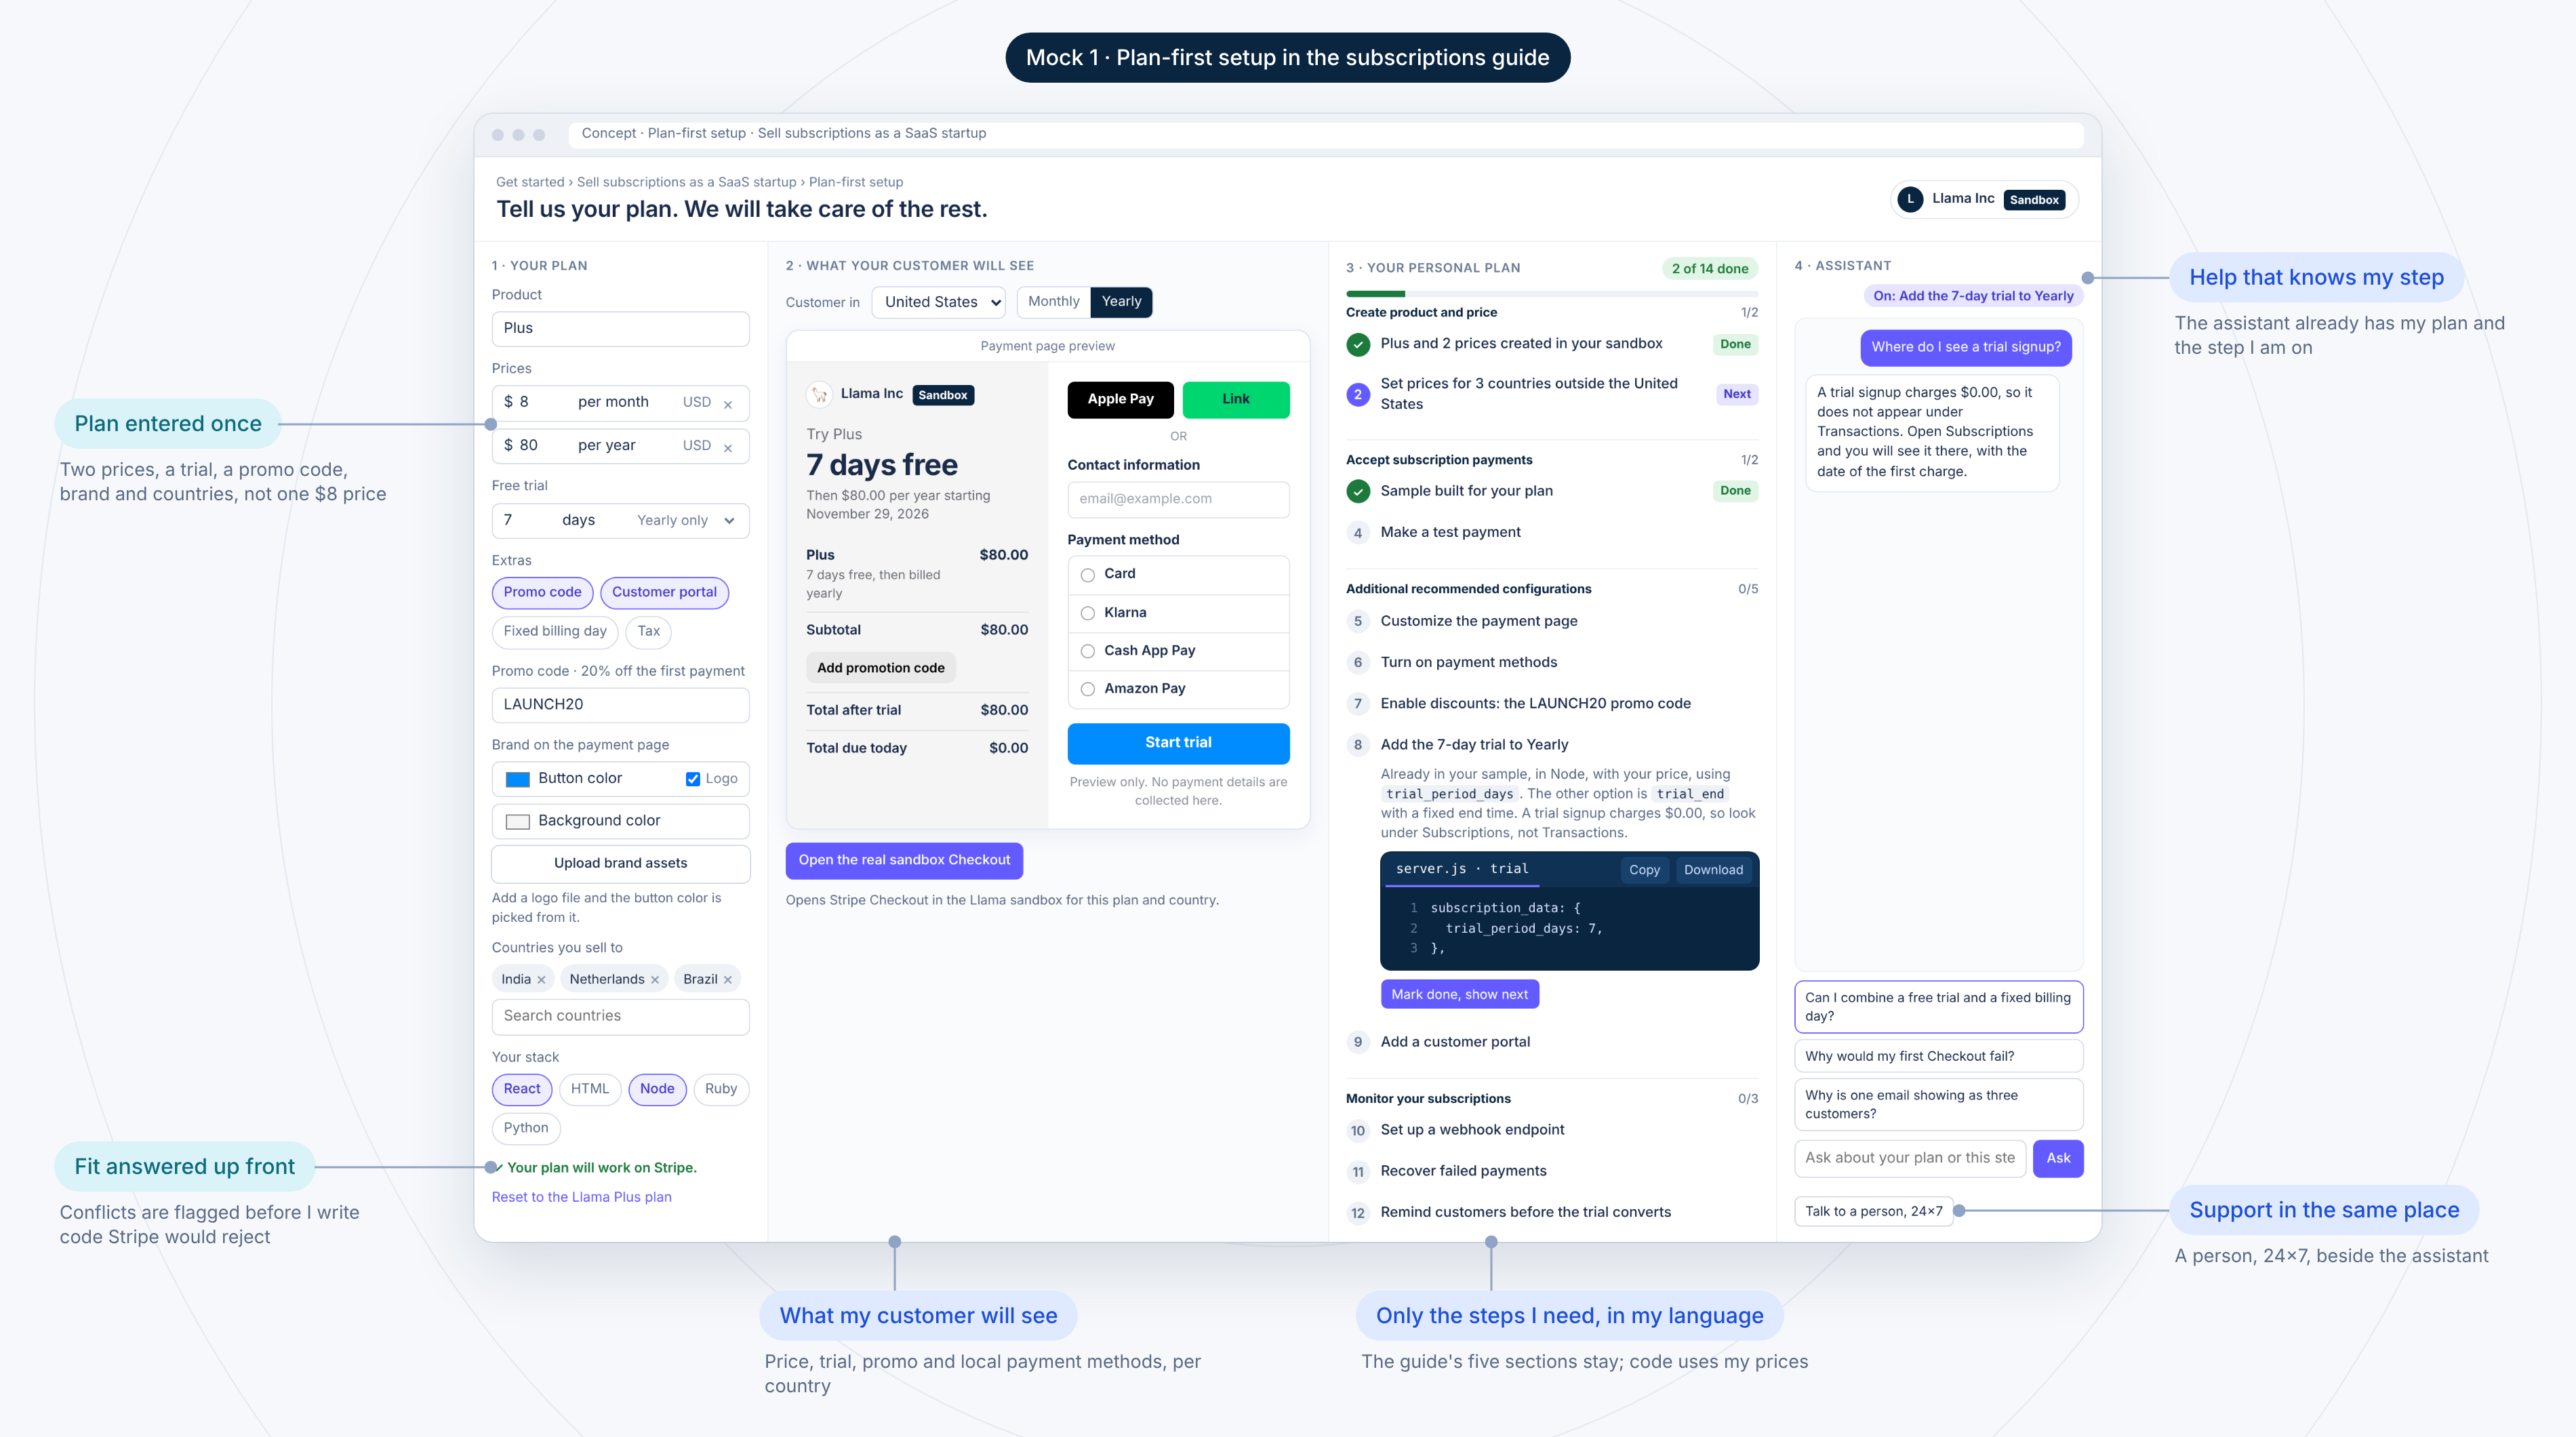 Mock 1 · Plan-first setup in the subscriptions guide
Concept · Plan-first setup · Sell subscriptions as a SaaS startup
Get started › Sell subscriptions as a SaaS startup › Plan-first setup
Tell us your plan. We will take care of the rest.
L Llama Inc Sandbox
1 · YOUR PLAN
Product
Plus
Prices
$ 8 per month USD ×
$ 80 per year USD ×
Free trial
7 days Yearly only
Extras
Promo code Customer portal
Fixed billing day Tax
Promo code · 20% off the first payment
LAUNCH20
Brand on the payment page
Button color Logo
Background color
Upload brand assets
Add a logo file and the button color is
picked from it.
Countries you sell to
India × Netherlands × Brazil ×
Search countries
Your stack
React HTML Node Ruby
Python
✓ Your plan will work on Stripe.
Reset to the Llama Plus plan
2 · WHAT YOUR CUSTOMER WILL SEE
Customer in United States Monthly Yearly
Payment page preview
Llama Inc Sandbox
Try Plus
7 days free
Then $80.00 per year starting
November 29, 2026
Plus $80.00
7 days free, then billed
yearly
Subtotal $80.00
Add promotion code
Total after trial $80.00
Total due today $0.00
Apple Pay Link
OR
Contact information
email@example.com
Payment method
Card
Klarna
Cash App Pay
Amazon Pay
Start trial
Preview only. No payment details are
collected here.
Open the real sandbox Checkout
Opens Stripe Checkout in the Llama sandbox for this plan and country.
3 · YOUR PERSONAL PLAN 2 of 14 done
Create product and price 1/2
Plus and 2 prices created in your sandbox Done
2 Set prices for 3 countries outside the United
States Next
Accept subscription payments 1/2
Sample built for your plan Done
4 Make a test payment
Additional recommended configurations 0/5
5 Customize the payment page
6 Turn on payment methods
7 Enable discounts: the LAUNCH20 promo code
8 Add the 7-day trial to Yearly
Already in your sample, in Node, with your price, using
trial_period_days. The other option is trial_end
with a fixed end time. A trial signup charges $0.00, so look
under Subscriptions, not Transactions.
server.js · trial Copy Download
1 subscription_data: {
2 trial_period_days: 7,
3 },
Mark done, show next
9 Add a customer portal
Monitor your subscriptions 0/3
10 Set up a webhook endpoint
11 Recover failed payments
12 Remind customers before the trial converts
4 · ASSISTANT
On: Add the 7-day trial to Yearly
Where do I see a trial signup?
A trial signup charges $0.00, so it
does not appear under
Transactions. Open Subscriptions
and you will see it there, with the
date of the first charge.
Can I combine a free trial and a fixed billing
day?
Why would my first Checkout fail?
Why is one email showing as three
customers?
Ask about your plan or this ste Ask
Talk to a person, 24×7
Plan entered once
Two prices, a trial, a promo code,
brand and countries, not one $8 price
Fit answered up front
Conflicts are flagged before I write
code Stripe would reject
What my customer will see
Price, trial, promo and local payment methods, per
country
Only the steps I need, in my language
The guide's five sections stay; code uses my prices
Help that knows my step
The assistant already has my plan and
the step I am on
Support in the same place
A person, 24×7, beside the assistant